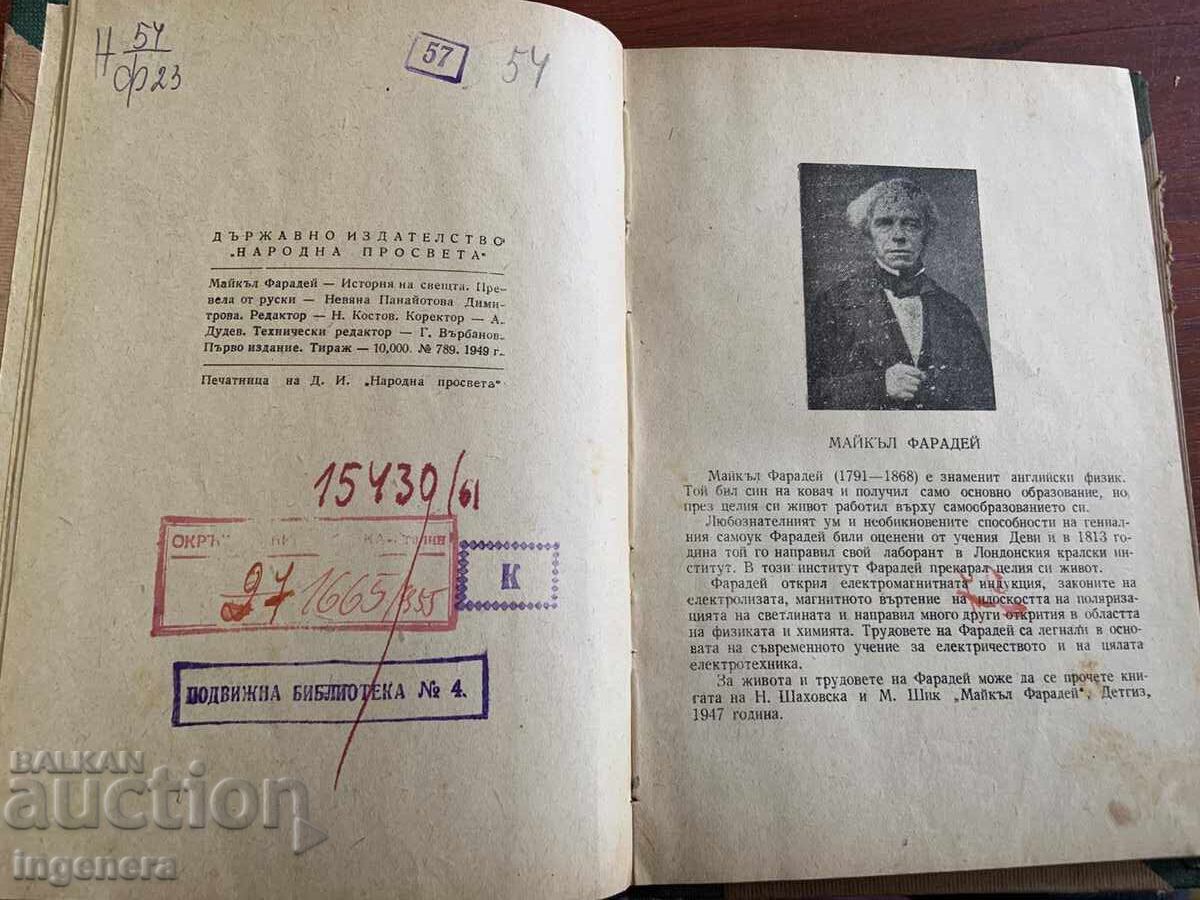 Н 54
Ф23
57
54
ДЪРЖАВНО ИЗДАТЕЛСТВО
„НАРОДНА ПРОСВЕТА“
Майкъл Фарадей — История на свещта. Пре-
вела от руски — Невяна Панайотова Дими-
трова. Редактор — Н. Костов. Коректор — А.
Дудев. Технически редактор — Г. Върбанов.
Първо издание. Тираж — 10,000. № 789. 1949 г.
Печатница на Д. И. „Народна просвета“
15430/61
ОКРЪ
27 1665/355
К
ПОДВИЖНА БИБЛИОТЕКА № 4.
МАЙКЪЛ ФАРАДЕЙ
Майкъл Фарадей (1791—1868) е знаменит английски физик.
Той бил син на ковач и получил само основно образование, но
през целия си живот работил върху самообразованието си.
Любознателният ум и необикновените способности на гениал-
ния самоук Фарадей били оценени от учения Деви и в 1813 го-
дина той го направил свой лаборант в Лондонския кралски ин-
ститут. В този институт Фарадей прекарал целия си живот.
Фарадей открил електромагнитната индукция, законите на
електролизата, магнитното въртение на плоскостта на поляриза-
цията на светлината и направил много други открития в областта
на физиката и химията. Трудовете на Фарадей са легнали в осно-
вата на съвременното учение за електричеството и на цялата
електротехника.
За живота и трудовете на Фарадей може да се прочете кни-
гата на Н. Шаховска и М. Шик „Майкъл Фарадей“, Детгиз,
1947 година.
BALKAN
auction
ingenera